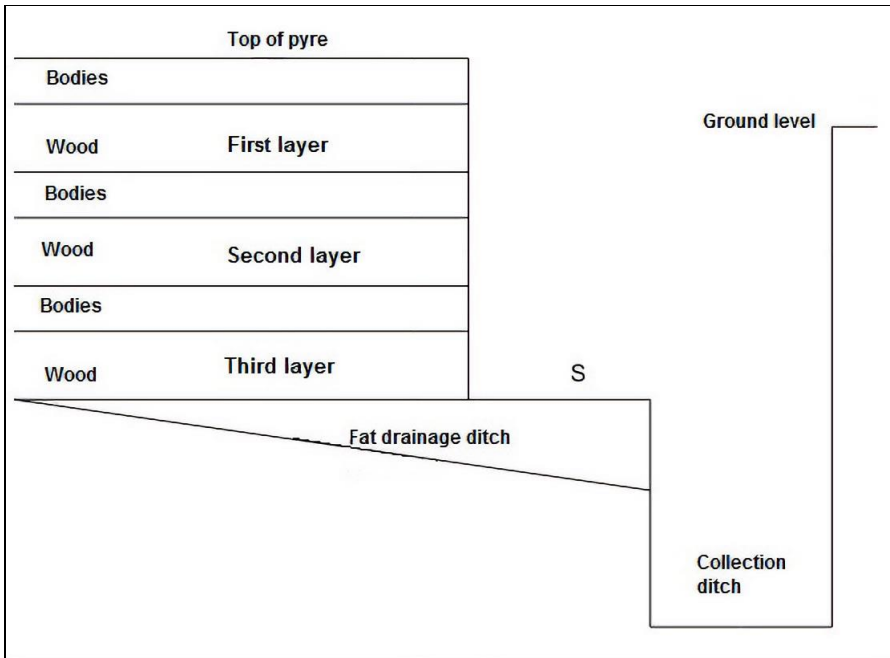 Top of pyre
Bodies
Ground level
Wood
First layer
Bodies
Wood
Second layer
Bodies
Wood
Third layer
S
Fat drainage ditch
Collection
ditch